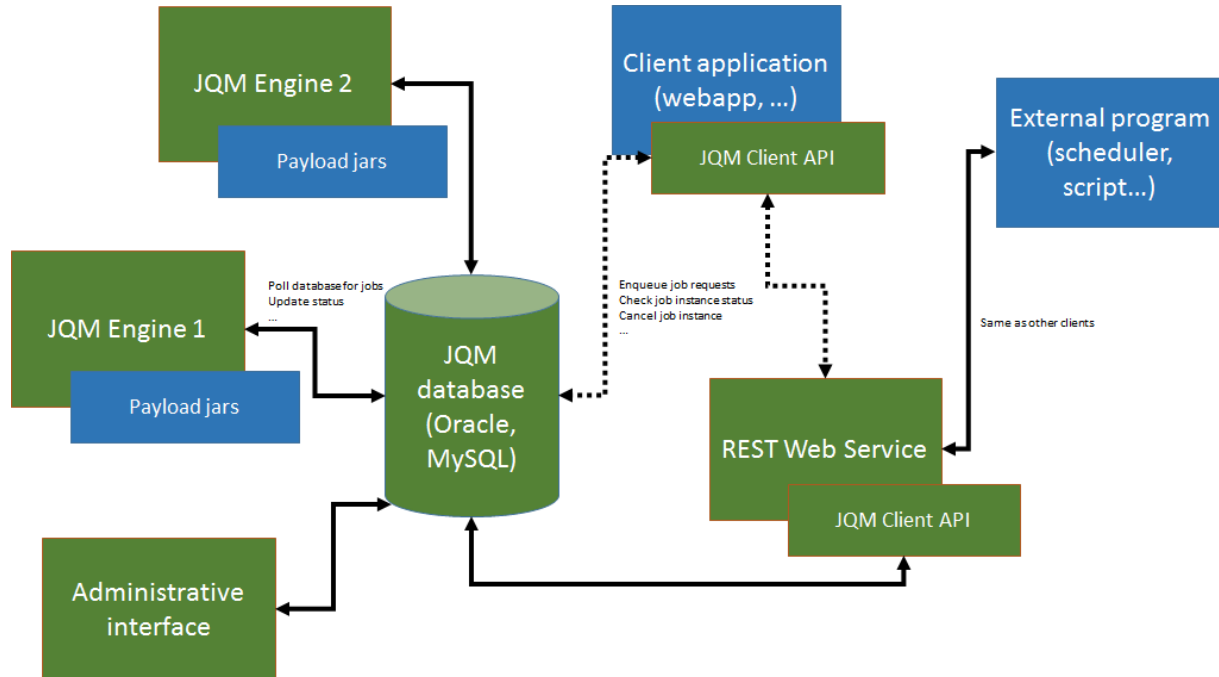 JQM Engine 2
Payload jars
Client application
(webapp, ...)
JQM Client API
External program
(scheduler,
script...)
Poll database for jobs
Update status
...
JQM Engine 1
Payload jars
JQM
database
(Oracle,
MySQL)
Enqueue job requests
Check job instance status
Cancel job instance
...
Same as other clients
REST Web Service
JQM Client API
Administrative
interface